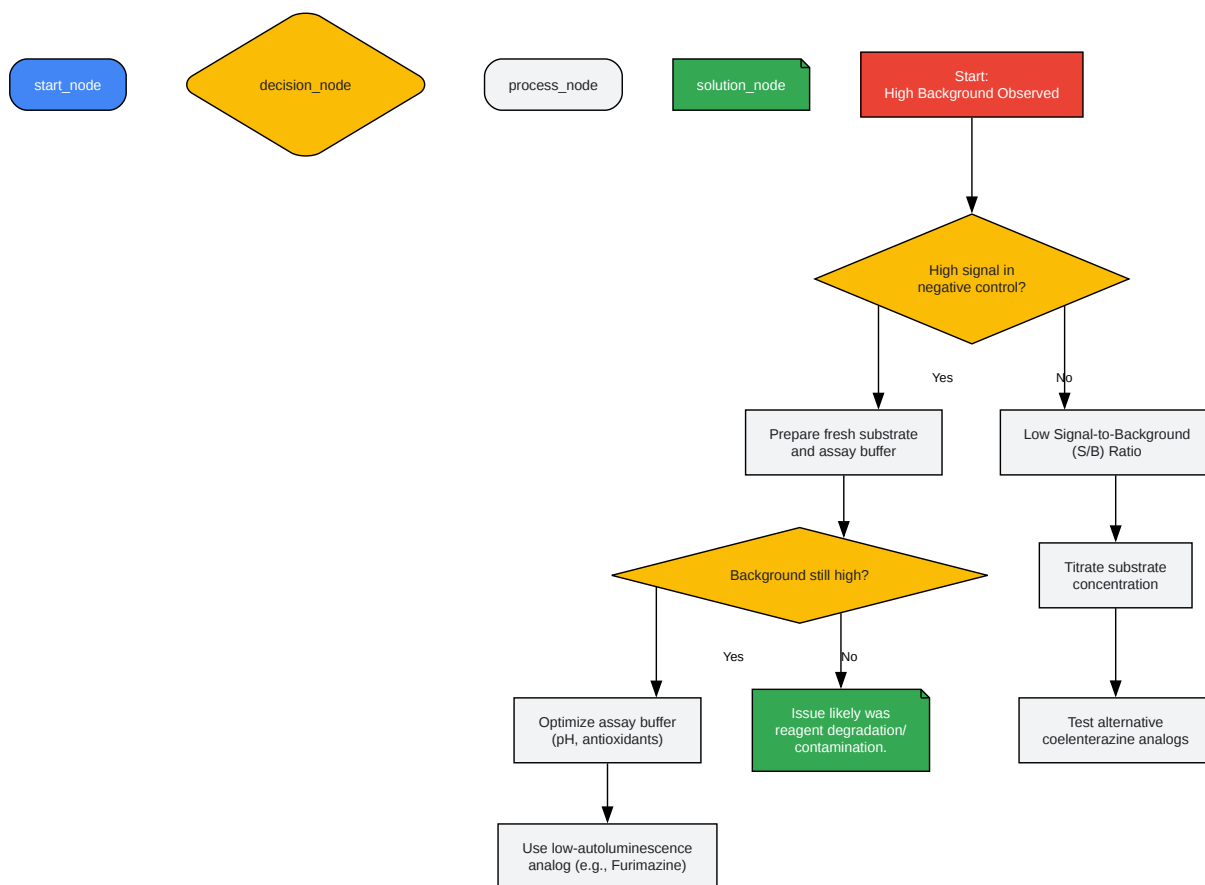 start_node
decision_node
process_node
solution_node
Start:
High Background Observed
High signal in
negative control?
Yes
No
Prepare fresh substrate
and assay buffer
Low Signal-to-Background
(S/B) Ratio
Background still high?
Titrate substrate
concentration
Yes
No
Optimize assay buffer
(pH, antioxidants)
Issue likely was
reagent degradation/
contamination.
Test alternative
coelenterazine analogs
Use low-autoluminescence
analog (e.g., Furimazine)